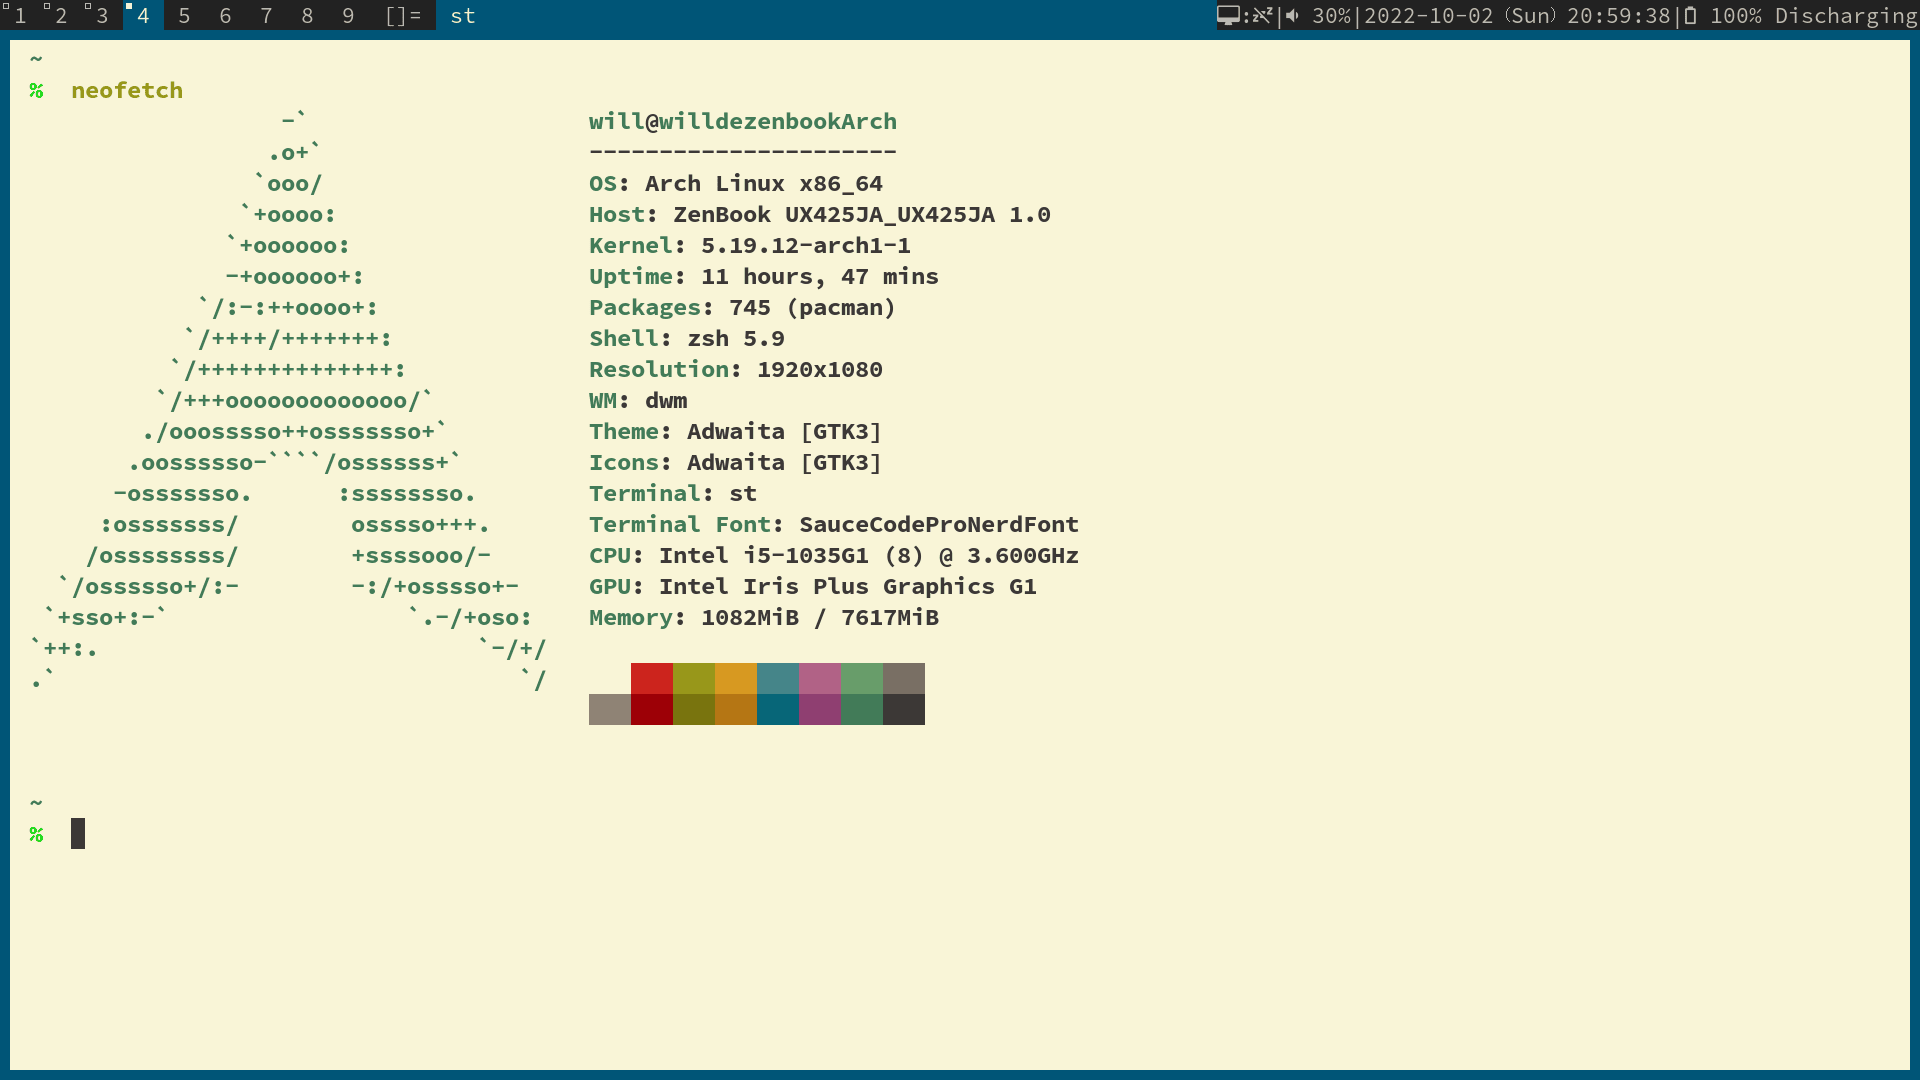 1 2 3 4 5 6 7 8 9 []= st : | 30%|2022-10-02 (Sun) 20:59:38| 100% Discharging
~
% neofetch
-`
.o+`
`ooo/
`+oooo:
`+oooooo:
-+oooooo+:
`/:-:++oooo+:
`/++++/+++++++:
`/++++++++++++++:
`/+++ooooooooooooo/`
./ooosssso++osssssso+`
.oossssso-````/ossssss+`
-osssssso. :ssssssso.
:osssssss/ osssso+++.
/ossssssss/ +ssssooo/-
`/ossssso+/:- -:/+osssso+-
`+sso+:-` `.-/+oso:
`++:. `-/+/
.` `/
will@willdezenbookArch
----------------------
OS: Arch Linux x86_64
Host: ZenBook UX425JA_UX425JA 1.0
Kernel: 5.19.12-arch1-1
Uptime: 11 hours, 47 mins
Packages: 745 (pacman)
Shell: zsh 5.9
Resolution: 1920x1080
WM: dwm
Theme: Adwaita [GTK3]
Icons: Adwaita [GTK3]
Terminal: st
Terminal Font: SauceCodeProNerdFont
CPU: Intel i5-1035G1 (8) @ 3.600GHz
GPU: Intel Iris Plus Graphics G1
Memory: 1082MiB / 7617MiB
~
%